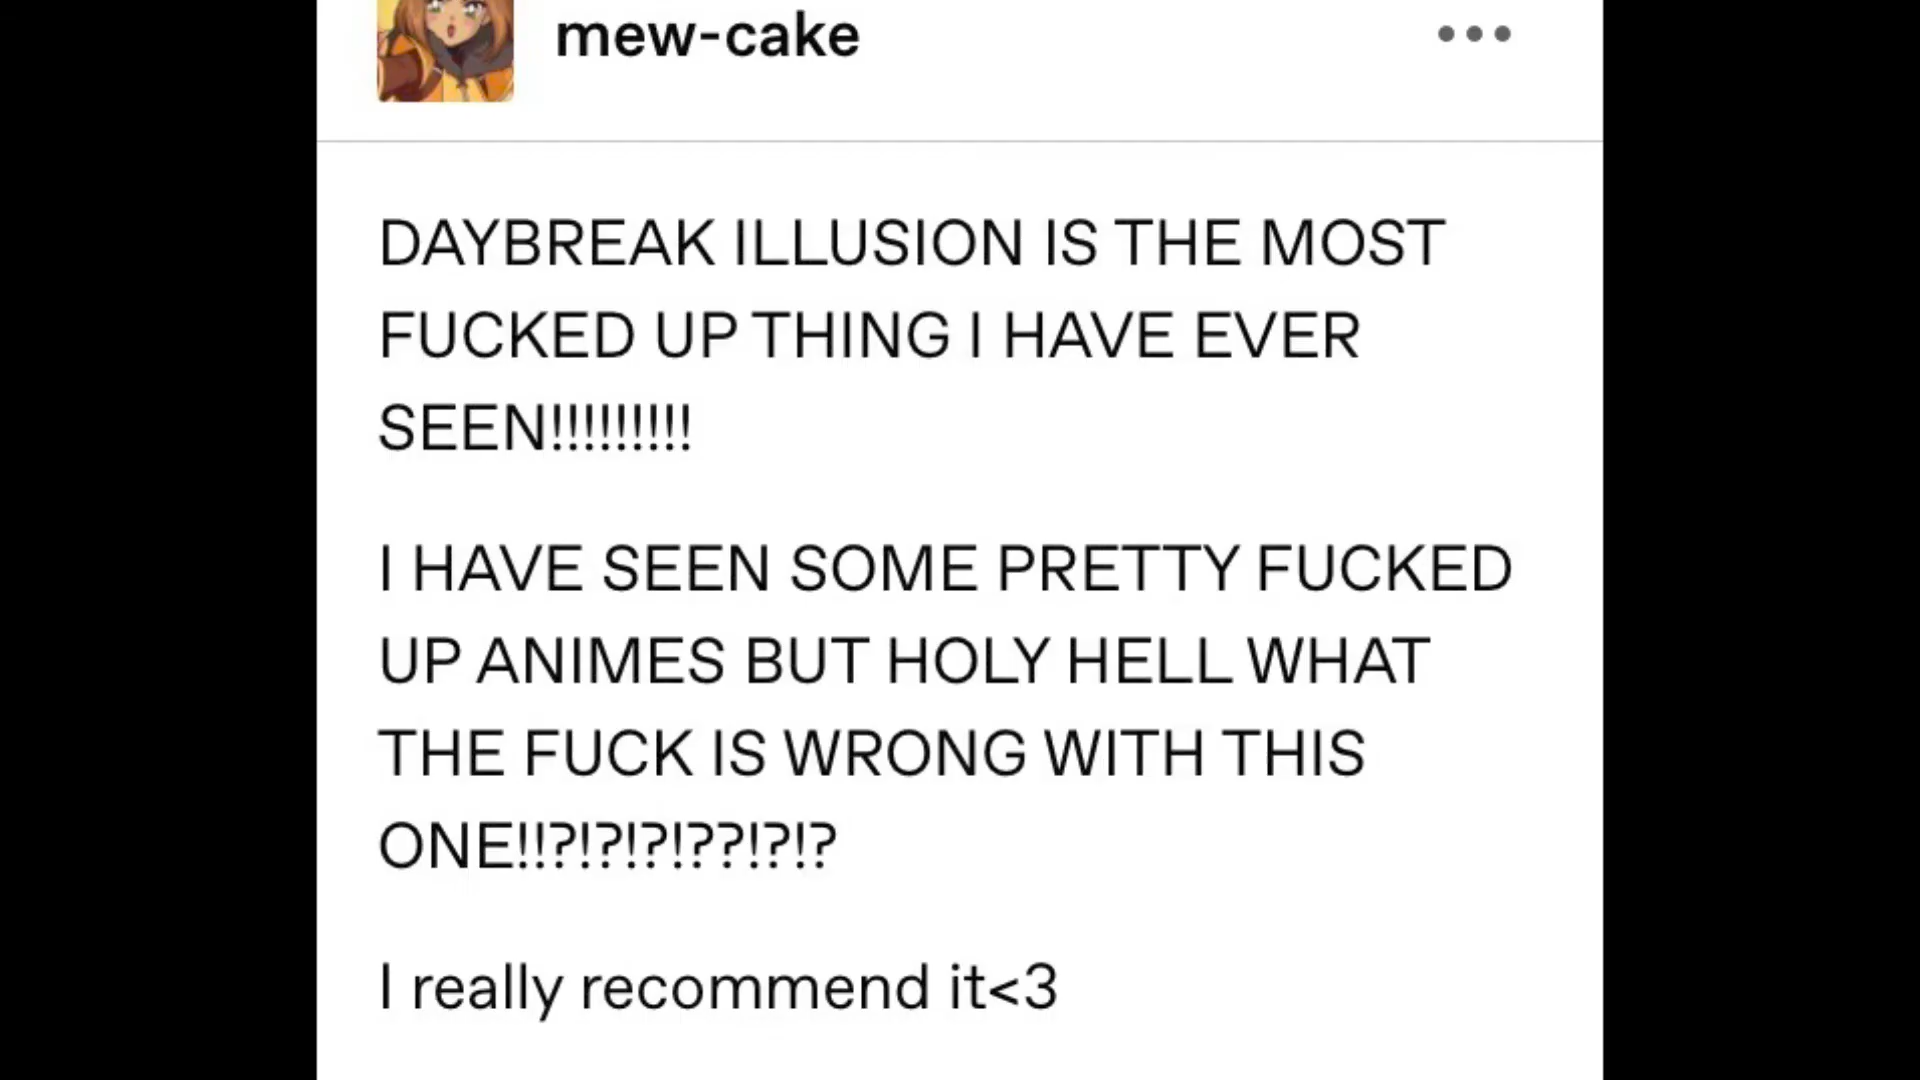 mew-cake
DAYBREAK ILLUSION IS THE MOST
FUCKED UP THING I HAVE EVER
SEEN!!!!!!!!!
I HAVE SEEN SOME PRETTY FUCKED
UP ANIMES BUT HOLY HELL WHAT
THE FUCK IS WRONG WITH THIS
ONE!!?!?!?!??!?!?
I really recommend it<3